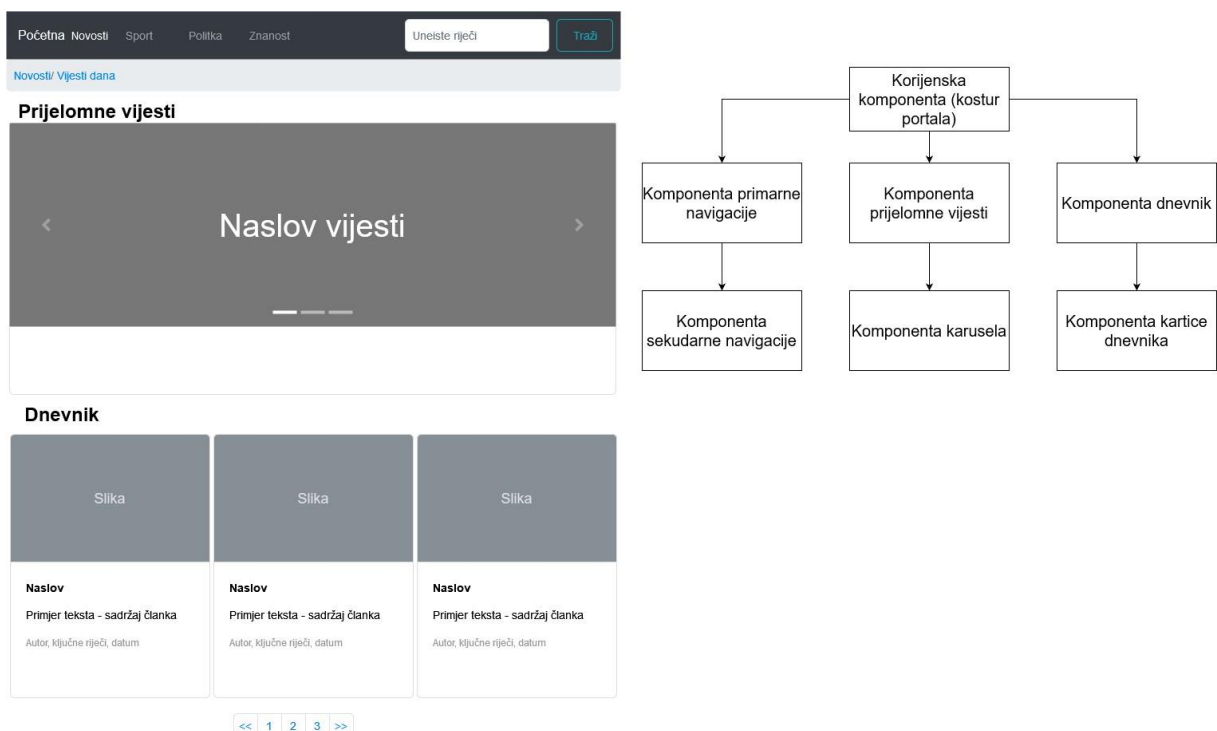 Početna Novosti Sport Politka Znanost Uneiste riječi Traži
Novosti/ Vijesti dana
Prijelomne vijesti
Naslov vijesti
Dnevnik
Slika Slika Slika
Naslov Naslov Naslov
Primjer teksta - sadržaj članka Primjer teksta - sadržaj članka Primjer teksta - sadržaj članka
Autor, ključne riječi, datum Autor, ključne riječi, datum Autor, ključne riječi, datum
<< 1 2 3 >>
Korijenska
komponenta (kostur
portala)
Komponenta primarne
navigacije
Komponenta
prijelomne vijesti
Komponenta dnevnik
Komponenta
sekudarne navigacije
Komponenta karusela
Komponenta kartice
dnevnika